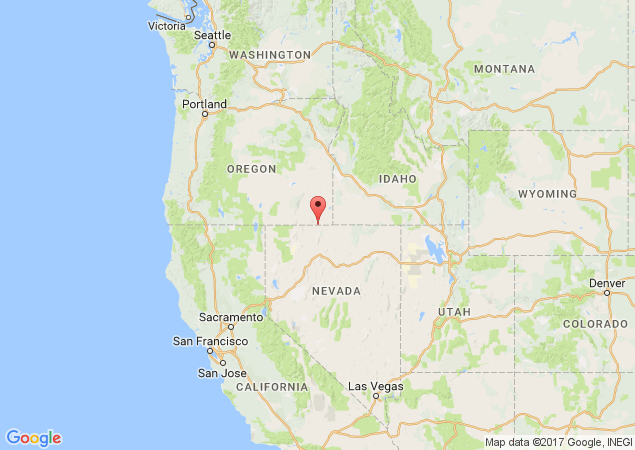 Victoria
Seattle
WASHINGTON
MONTANA
Portland
OREGON
IDAHO
WYOMING
NEVADA
Denver
UTAH
Sacramento
COLORADO
San Francisco
San Jose
CALIFORNIA
Las Vegas
Google
Map data ©2017 Google, INEGI